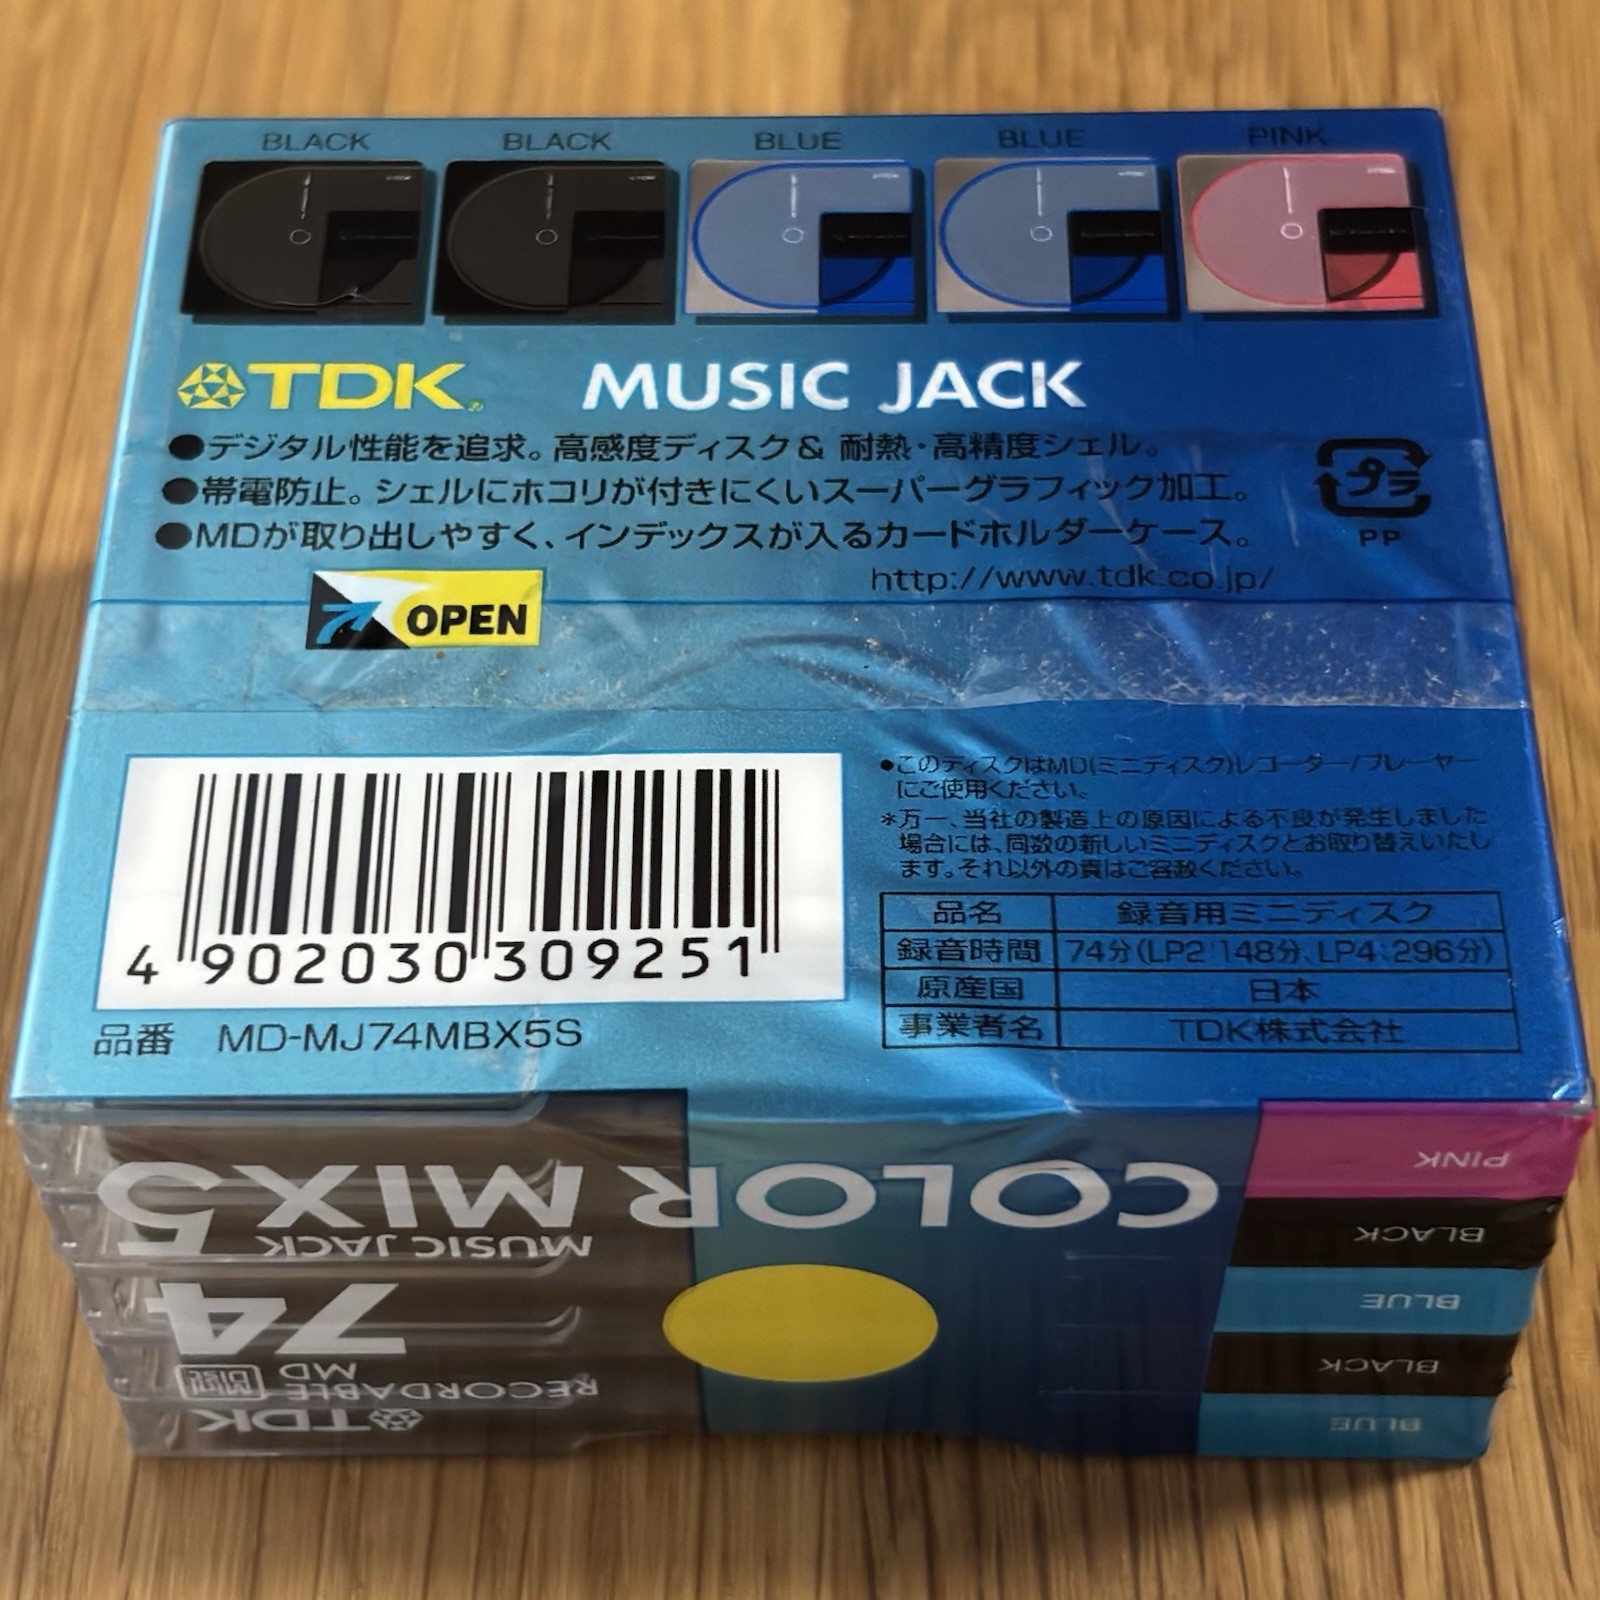 BLACK BLACK BLUE BLUE PINK
TDK® MUSIC JACK
●デジタル性能を追求。高感度ディスク& 耐熱・高精度シェル。
●帯電防止。シェルにホコリが付きにくいスーパーグラフィック加工。
●MDが取り出しやすく、インデックスが入るカードホルダーケース。
プラ
PP
http://www.tdk.co.jp/
OPEN
4 902030 309251
品番 MD-MJ74MBX5S
●このディスクはMD(ミニディスク)レコーダー/プレーヤー
にご使用ください。
*万一、当社の製造上の原因による不良が発生しました
場合には、同数の新しいミニディスクとお取り替えいたし
ます。それ以外の責はご容赦ください。
品名 録音用ミニディスク
録音時間 74分(LP2:148分、LP4:296分)
原産国 日本
事業者名 TDK株式会社
COLOR MIX5
MUSIC JACK
74
RECORDABLE MD
TDK
PINK
BLACK
BLUE
BLACK
BLUE